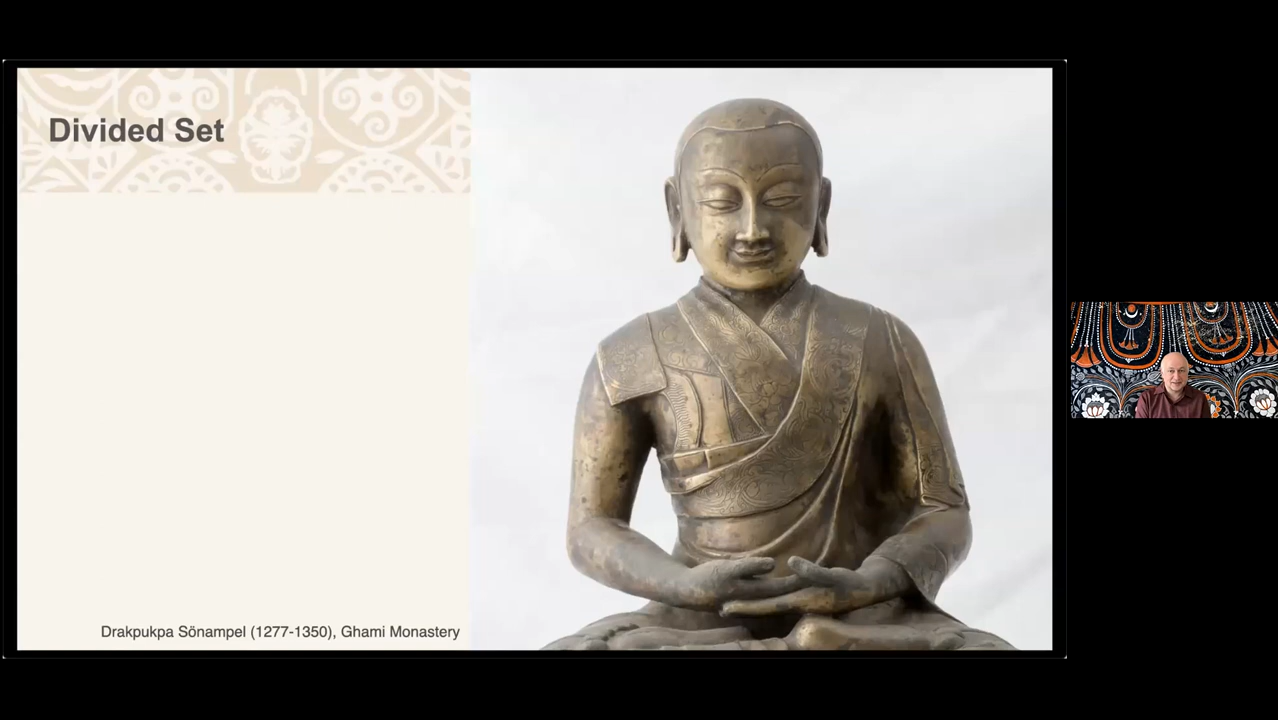 Divided Set
Drakpukpa Sönampel (1277-1350), Ghami Monastery